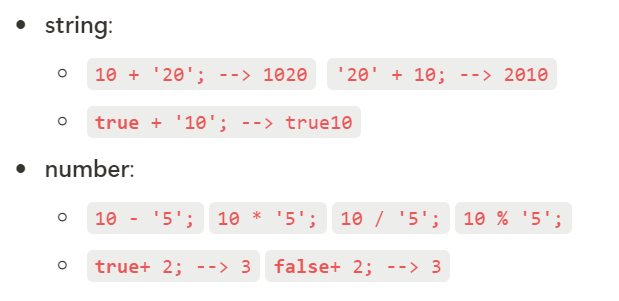 string:
10 + '20'; --> 1020 '20' + 10; --> 2010
true + '10'; --> true10
number:
10 - '5'; 10 * '5'; 10 / '5'; 10 % '5';
true+ 2; --> 3 false+ 2; --> 3